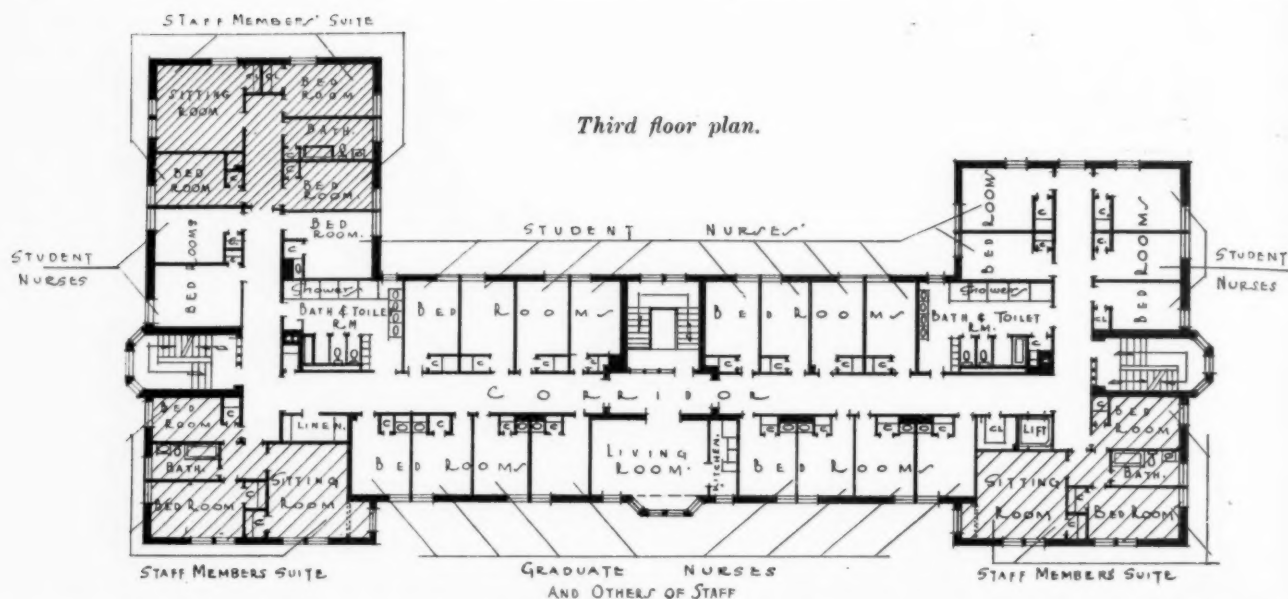 STAFF MEMBERS' SUITE
Third floor plan.
SITTING
ROOM
CL
CL
BED
ROOM
BATH.
C
C
BED
ROOM
C
C
BED
ROOM.
STUDENT
NURSES
BED ROOMS
C
BED
ROOM.
C
STUDENT NURSES'
BED ROOMS
C
C
C
C
BED ROOMS
CL
STUDENT
NURSES
SHOWERS
BATH & TOILET
RM
BED ROOMS
C
C
C
C
BED ROOMS
C
C
C
C
SHOWERS
BATH & TOILET
RM.
C
CORRIDOR
BED
ROOM
C
BATH.
BED ROOM
C
C
LINEN.
SITTING
ROOM
C
C
C
C
BED ROOMS
LIVING
ROOM.
KITCHEN.
C
C
C
C
BED ROOMS
CL
LIFT
SITTING
ROOM
C
BED
ROOM
BATH.
C
C
BED ROOM
STAFF MEMBERS SUITE
GRADUATE NURSES
AND OTHERS OF STAFF
STAFF MEMBERS SUITE